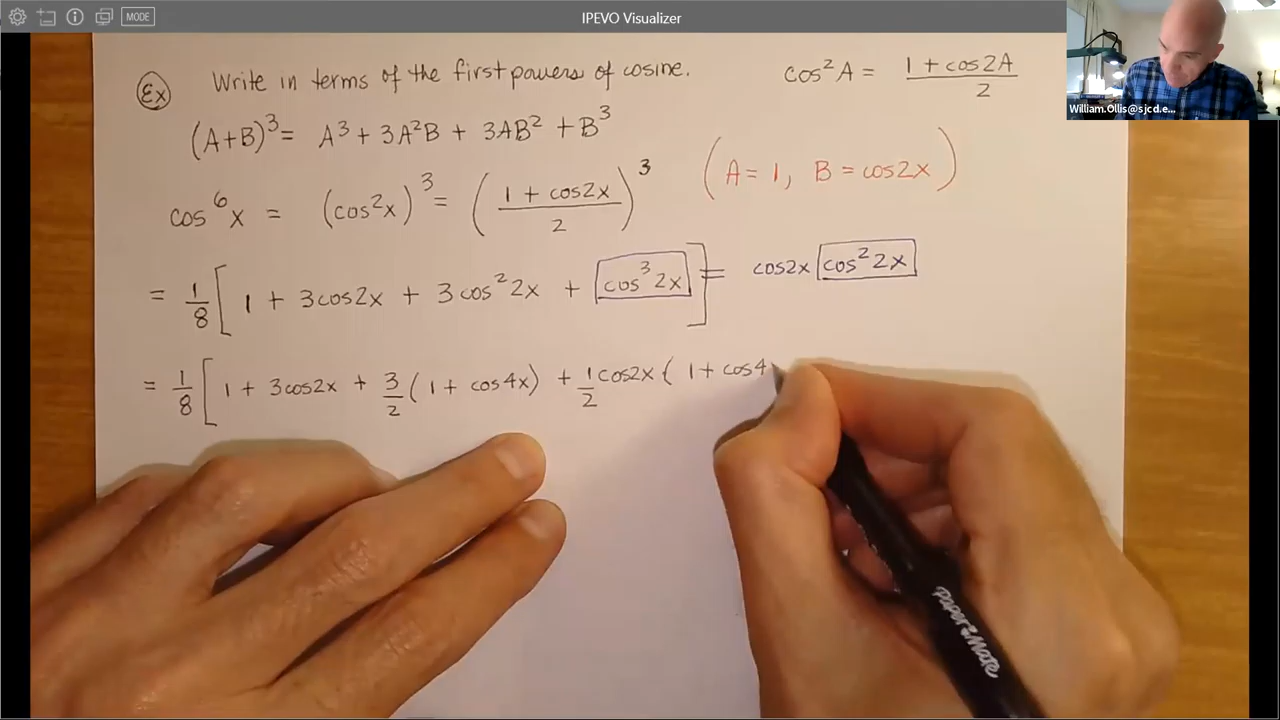 MODE
IPEVO Visualizer
William.Ollis@sjcd.e...
Ex Write in terms of the first powers of cosine.
cos²A = (1 + cos2A)/2
(A+B)³ = A³ + 3A²B + 3AB² + B³
(A = 1, B = cos2x)
cos⁶x = (cos²x)³ = ((1 + cos2x)/2)³
= 1/8 [ 1 + 3cos2x + 3cos²2x + cos³2x ] = cos2x cos²2x
= 1/8 [ 1 + 3cos2x + 3/2 ( 1 + cos4x) + 1/2 cos2x ( 1 + cos4
Paper Mate